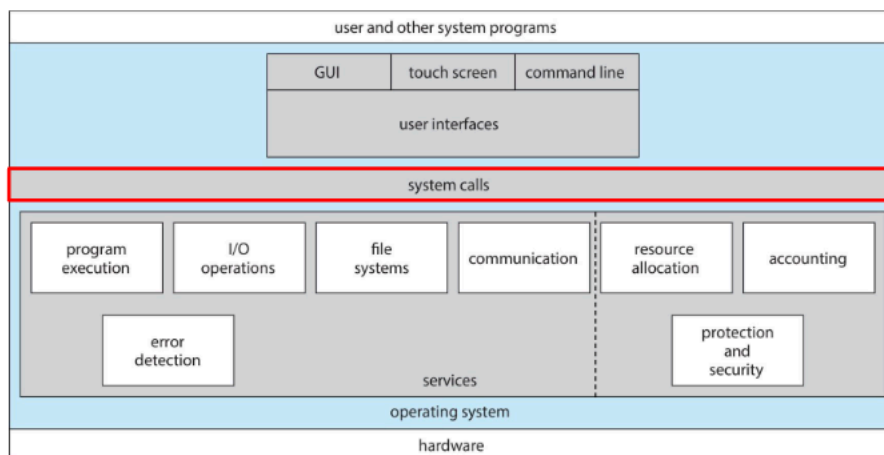 user and other system programs
GUI
touch screen
command line
user interfaces
system calls
program
execution
I/O
operations
file
systems
communication
resource
allocation
accounting
error
detection
protection
and
security
services
operating system
hardware